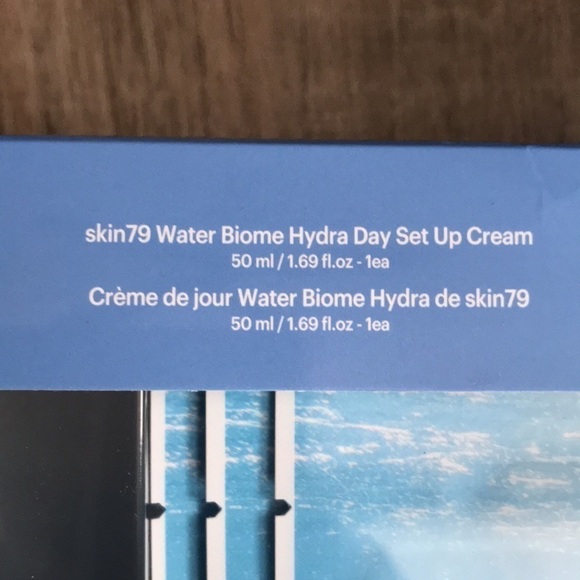 skin79 Water Biome Hydra Day Set Up Cream
50 ml / 1.69 fl.oz - 1ea
Crème de jour Water Biome Hydra de skin79
50 ml / 1.69 fl.oz - 1ea